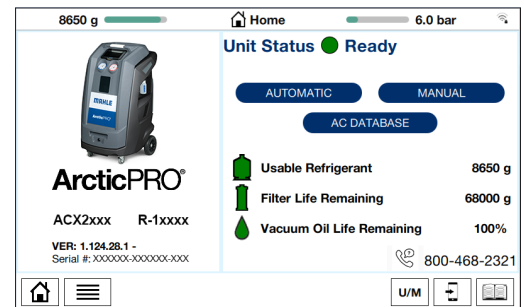 8650 g
Home
6.0 bar
Unit Status Ready
AUTOMATIC
MANUAL
AC DATABASE
MAHLE
ArcticPRO
ArcticPRO®
ACX2xxx R-1xxxx
VER: 1.124.28.1 -
Serial #: XXXXXX-XXXXXX-XXX
Usable Refrigerant 8650 g
Filter Life Remaining 68000 g
Vacuum Oil Life Remaining 100%
800-468-2321
U/M